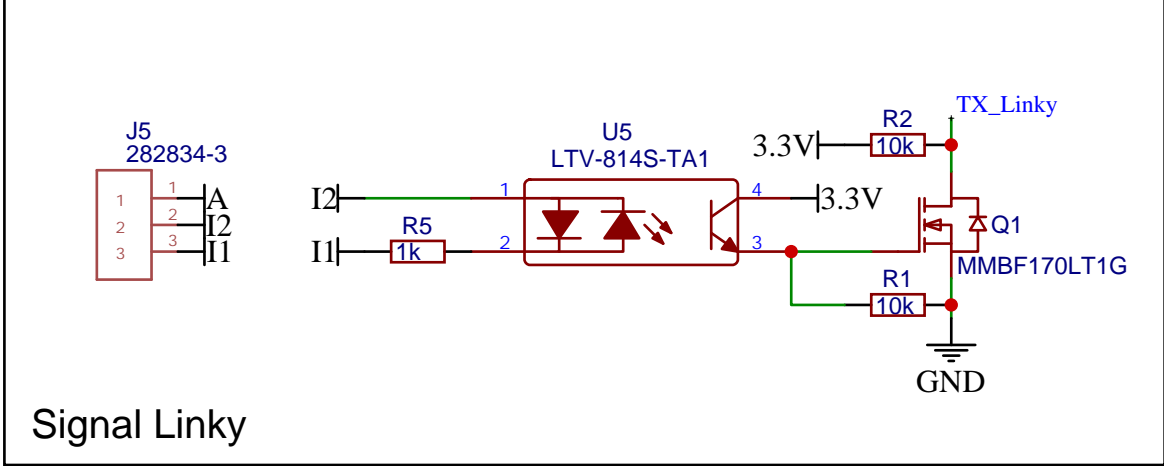 TX_Linky
R2
3.3V
10k
J5
282834-3
U5
LTV-814S-TA1
1
1
A
2
2
I2
3
3
I1
I2
1
4
3.3V
R5
I1
1k
2
3
Q1
MMBF170LT1G
R1
10k
GND
Signal Linky